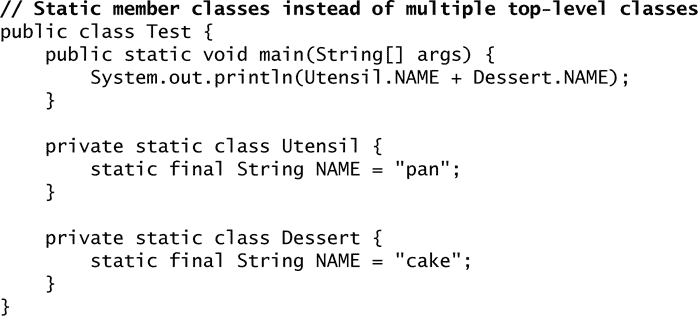 // Static member classes instead of multiple top-level classes
public class Test {
    public static void main(String[] args) {
        System.out.println(Utensil.NAME + Dessert.NAME);
    }

    private static class Utensil {
        static final String NAME = "pan";
    }

    private static class Dessert {
        static final String NAME = "cake";
    }
}